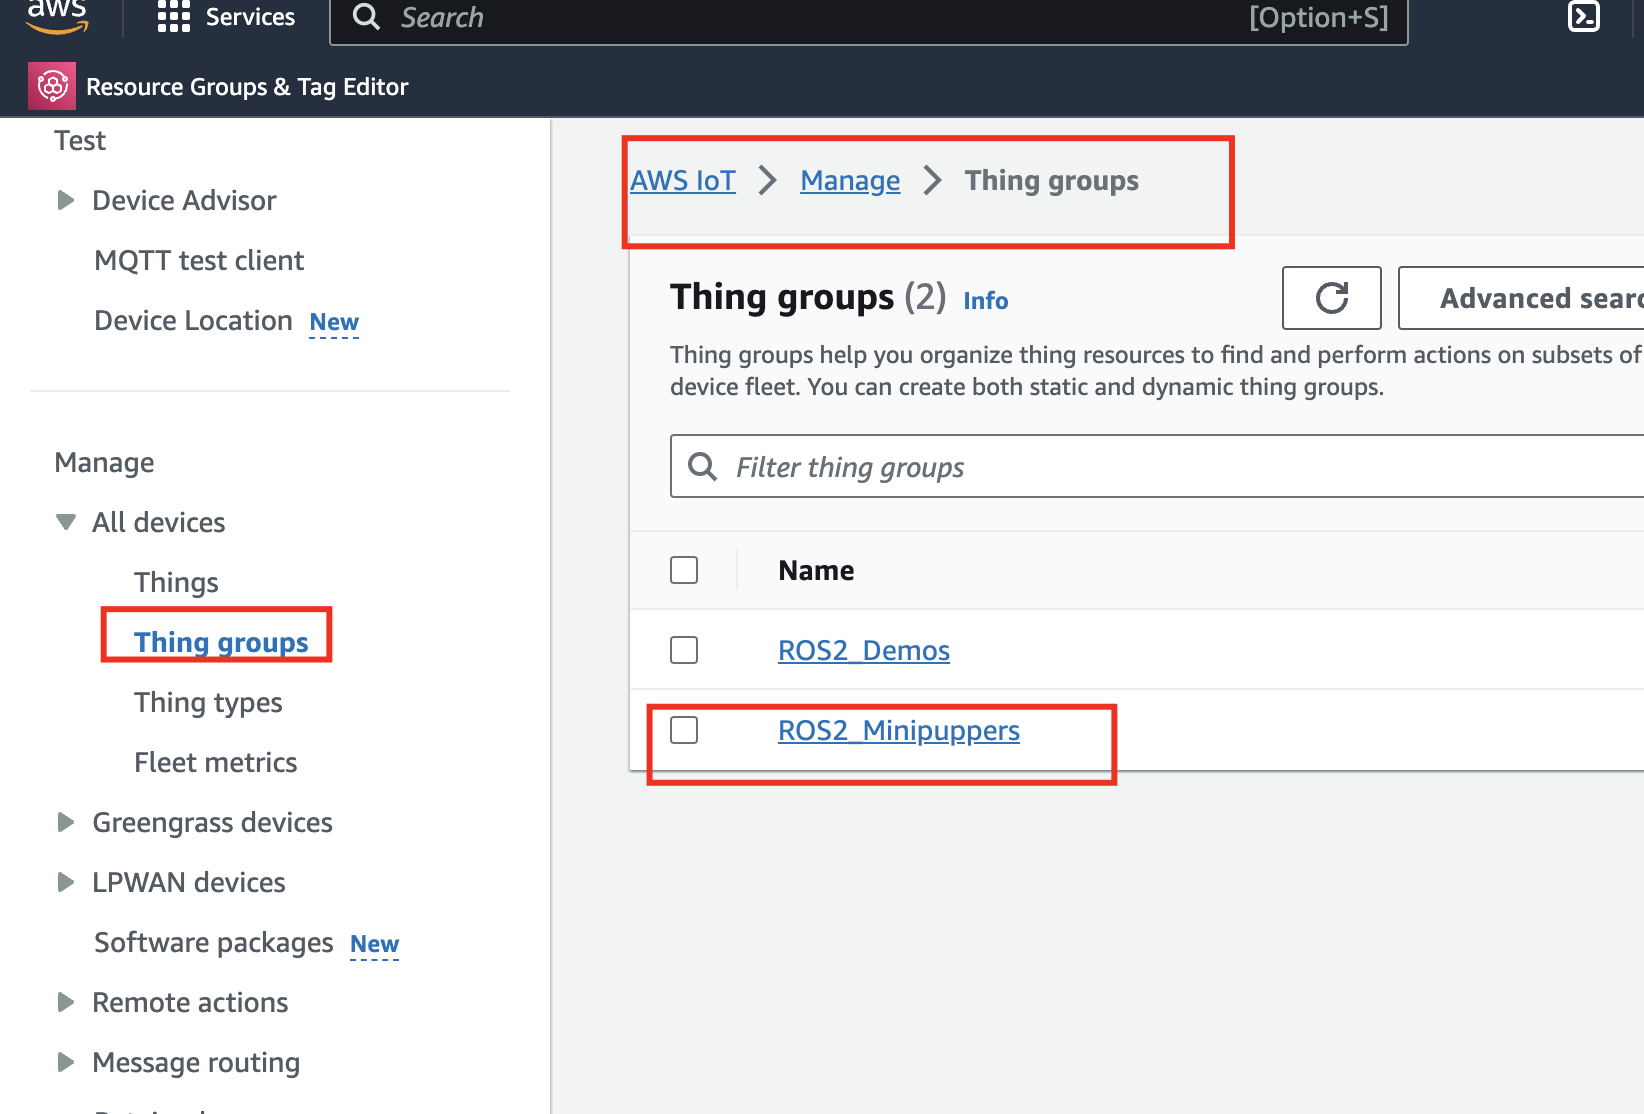 aws
Services
Search
[Option+S]
Resource Groups & Tag Editor
Test
Device Advisor
MQTT test client
Device Location New
Manage
All devices
Things
Thing groups
Thing types
Fleet metrics
Greengrass devices
LPWAN devices
Software packages New
Remote actions
Message routing
AWS IoT > Manage > Thing groups
Thing groups (2) Info
Advanced
Thing groups help you organize thing resources to find and perform actions on subsets of
device fleet. You can create both static and dynamic thing groups.
Filter thing groups
Name
ROS2_Demos
ROS2_Minipuppers